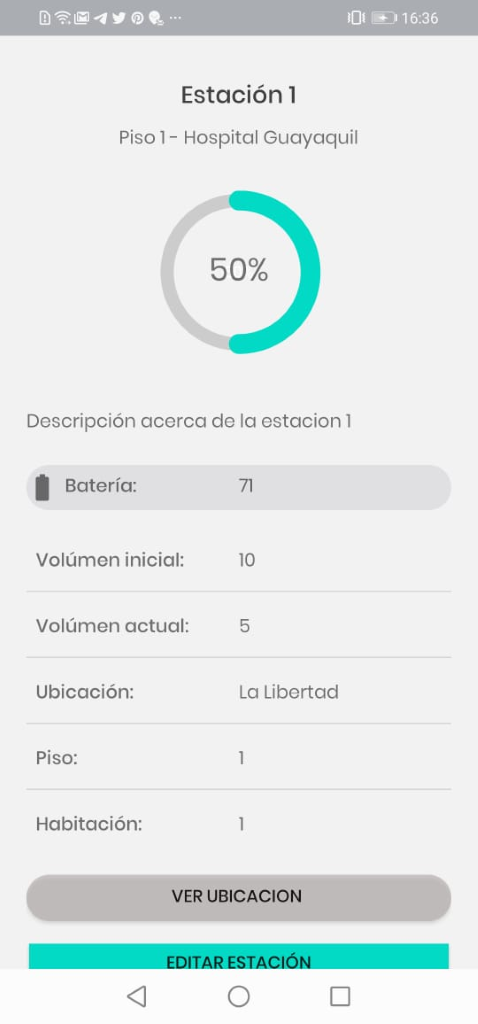 16:36
Estación 1
Piso 1 - Hospital Guayaquil
50%
Descripción acerca de la estacion 1
Batería: 71
Volúmen inicial: 10
Volúmen actual: 5
Ubicación: La Libertad
Piso: 1
Habitación: 1
VER UBICACION
EDITAR ESTACIÓN